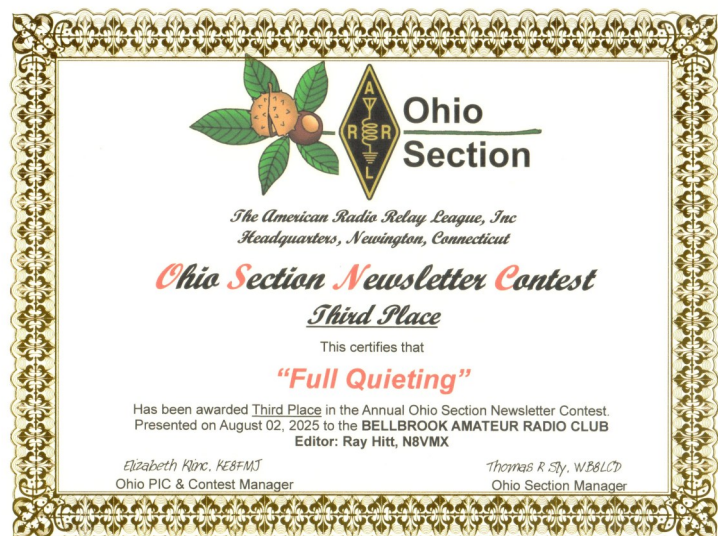 A
R R
L
Ohio
Section
The American Radio Relay League, Inc
Headquarters, Newington, Connecticut
Ohio Section Newsletter Contest
Third Place
This certifies that
“Full Quieting”
Has been awarded Third Place in the Annual Ohio Section Newsletter Contest.
Presented on August 02, 2025 to the BELLBROOK AMATEUR RADIO CLUB
Editor: Ray Hitt, N8VMX
Elizabeth Klinc, KE8FMJ
Ohio PIC & Contest Manager
Thomas R Sly, WB8LCD
Ohio Section Manager